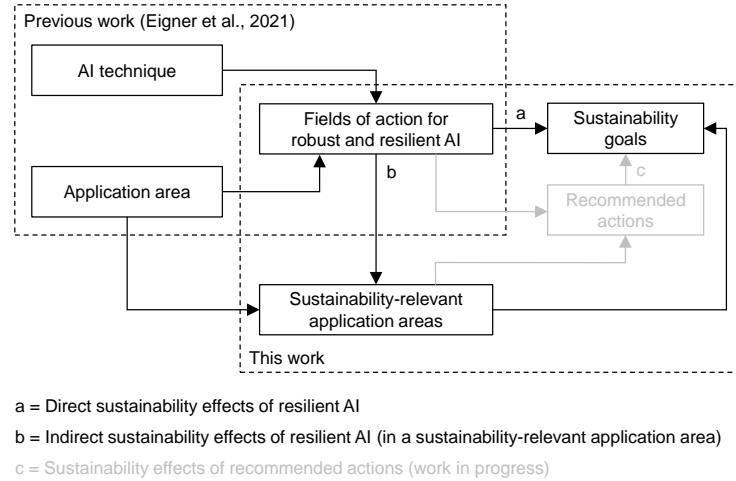 Previous work (Eigner et al., 2021)
AI technique
Fields of action for
robust and resilient AI
a
Sustainability
goals
Application area
b
c
Recommended
actions
Sustainability-relevant
application areas
This work
a = Direct sustainability effects of resilient AI
b = Indirect sustainability effects of resilient AI (in a sustainability-relevant application area)
c = Sustainability effects of recommended actions (work in progress)